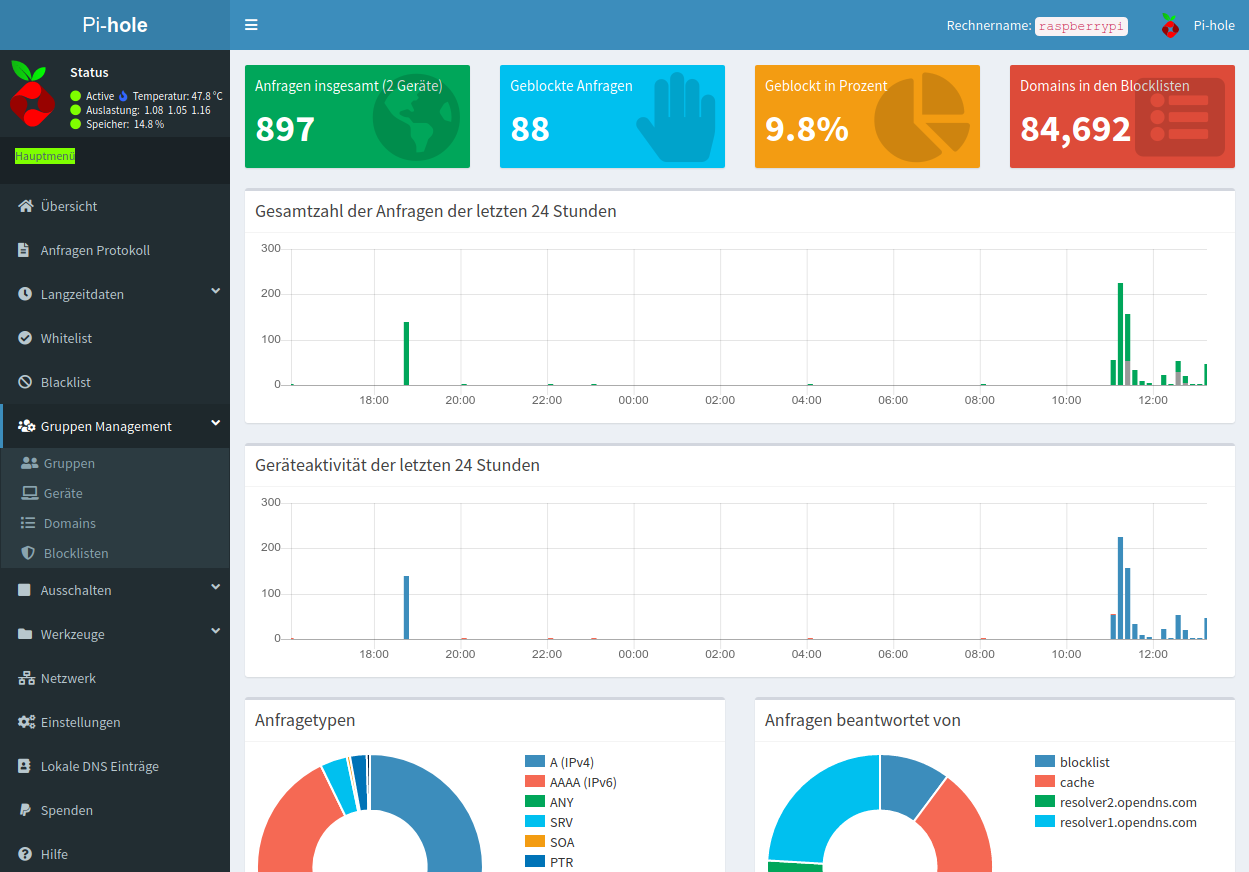 Pi-hole
Rechnername: raspberrypi
Pi-hole
Status
Active Temperatur: 47.8 °C
Auslastung: 1.08 1.05 1.16
Speicher: 14.8 %
Hauptmenü
Übersicht
Anfragen Protokoll
Langzeitdaten
Whitelist
Blacklist
Gruppen Management
Gruppen
Geräte
Domains
Blocklisten
Ausschalten
Werkzeuge
Netzwerk
Einstellungen
Lokale DNS Einträge
Spenden
Hilfe
Anfragen insgesamt (2 Geräte)
897
Geblockte Anfragen
88
Geblockt in Prozent
9.8%
Domains in den Blocklisten
84,692
Gesamtzahl der Anfragen der letzten 24 Stunden
300
200
100
0
18:00 20:00 22:00 00:00 02:00 04:00 06:00 08:00 10:00 12:00
Geräteaktivität der letzten 24 Stunden
300
200
100
0
18:00 20:00 22:00 00:00 02:00 04:00 06:00 08:00 10:00 12:00
Anfragetypen
A (IPv4)
AAAA (IPv6)
ANY
SRV
SOA
PTR
Anfragen beantwortet von
blocklist
cache
resolver2.opendns.com
resolver1.opendns.com